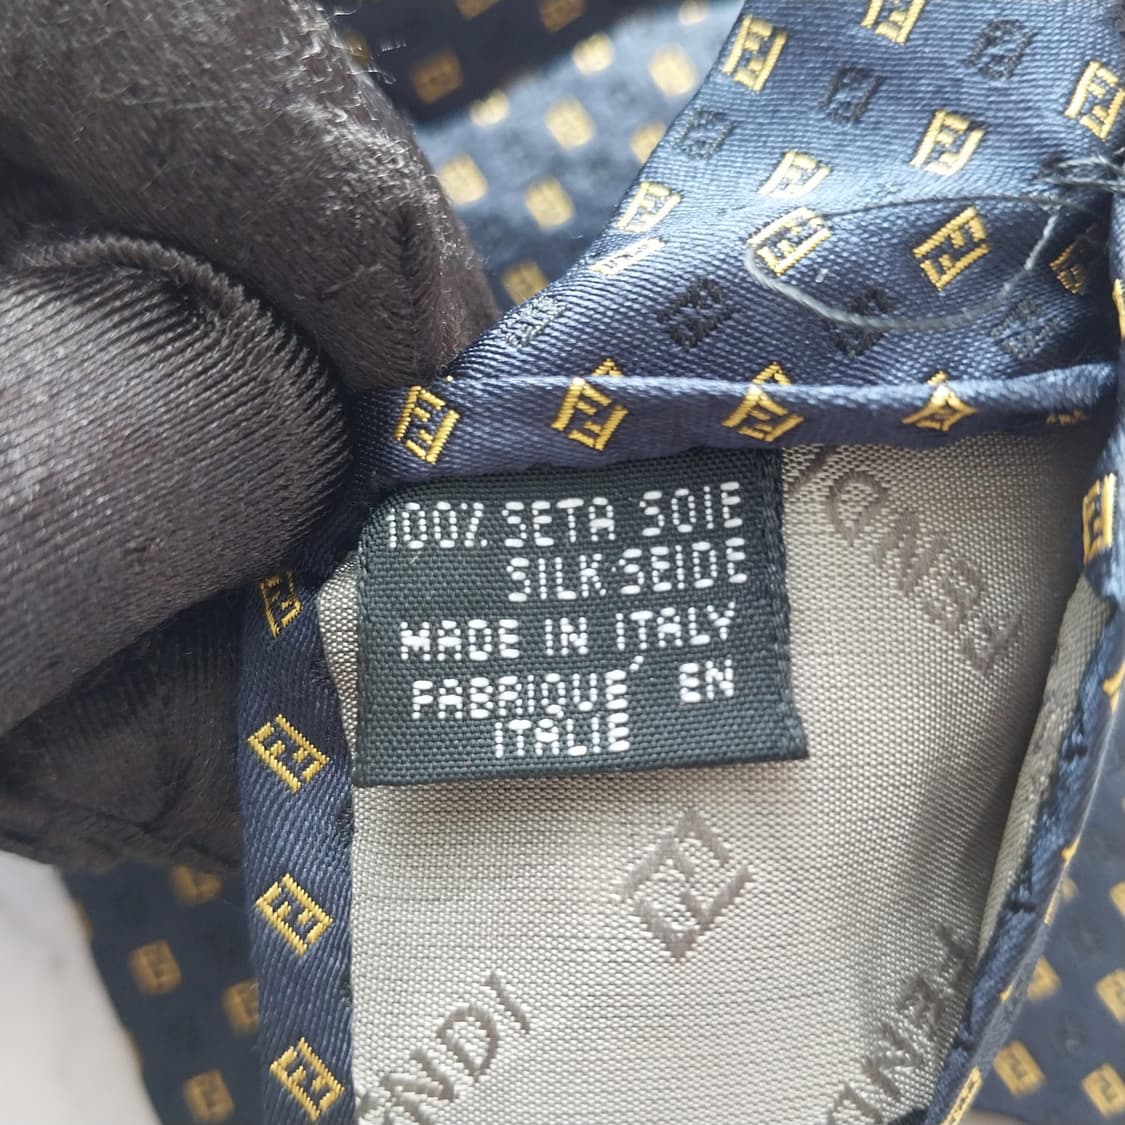 100% SETA SOIE
SILK·SEIDE
MADE IN ITALY
FABRIQUE' EN
ITALIE
FENDI
FENDI